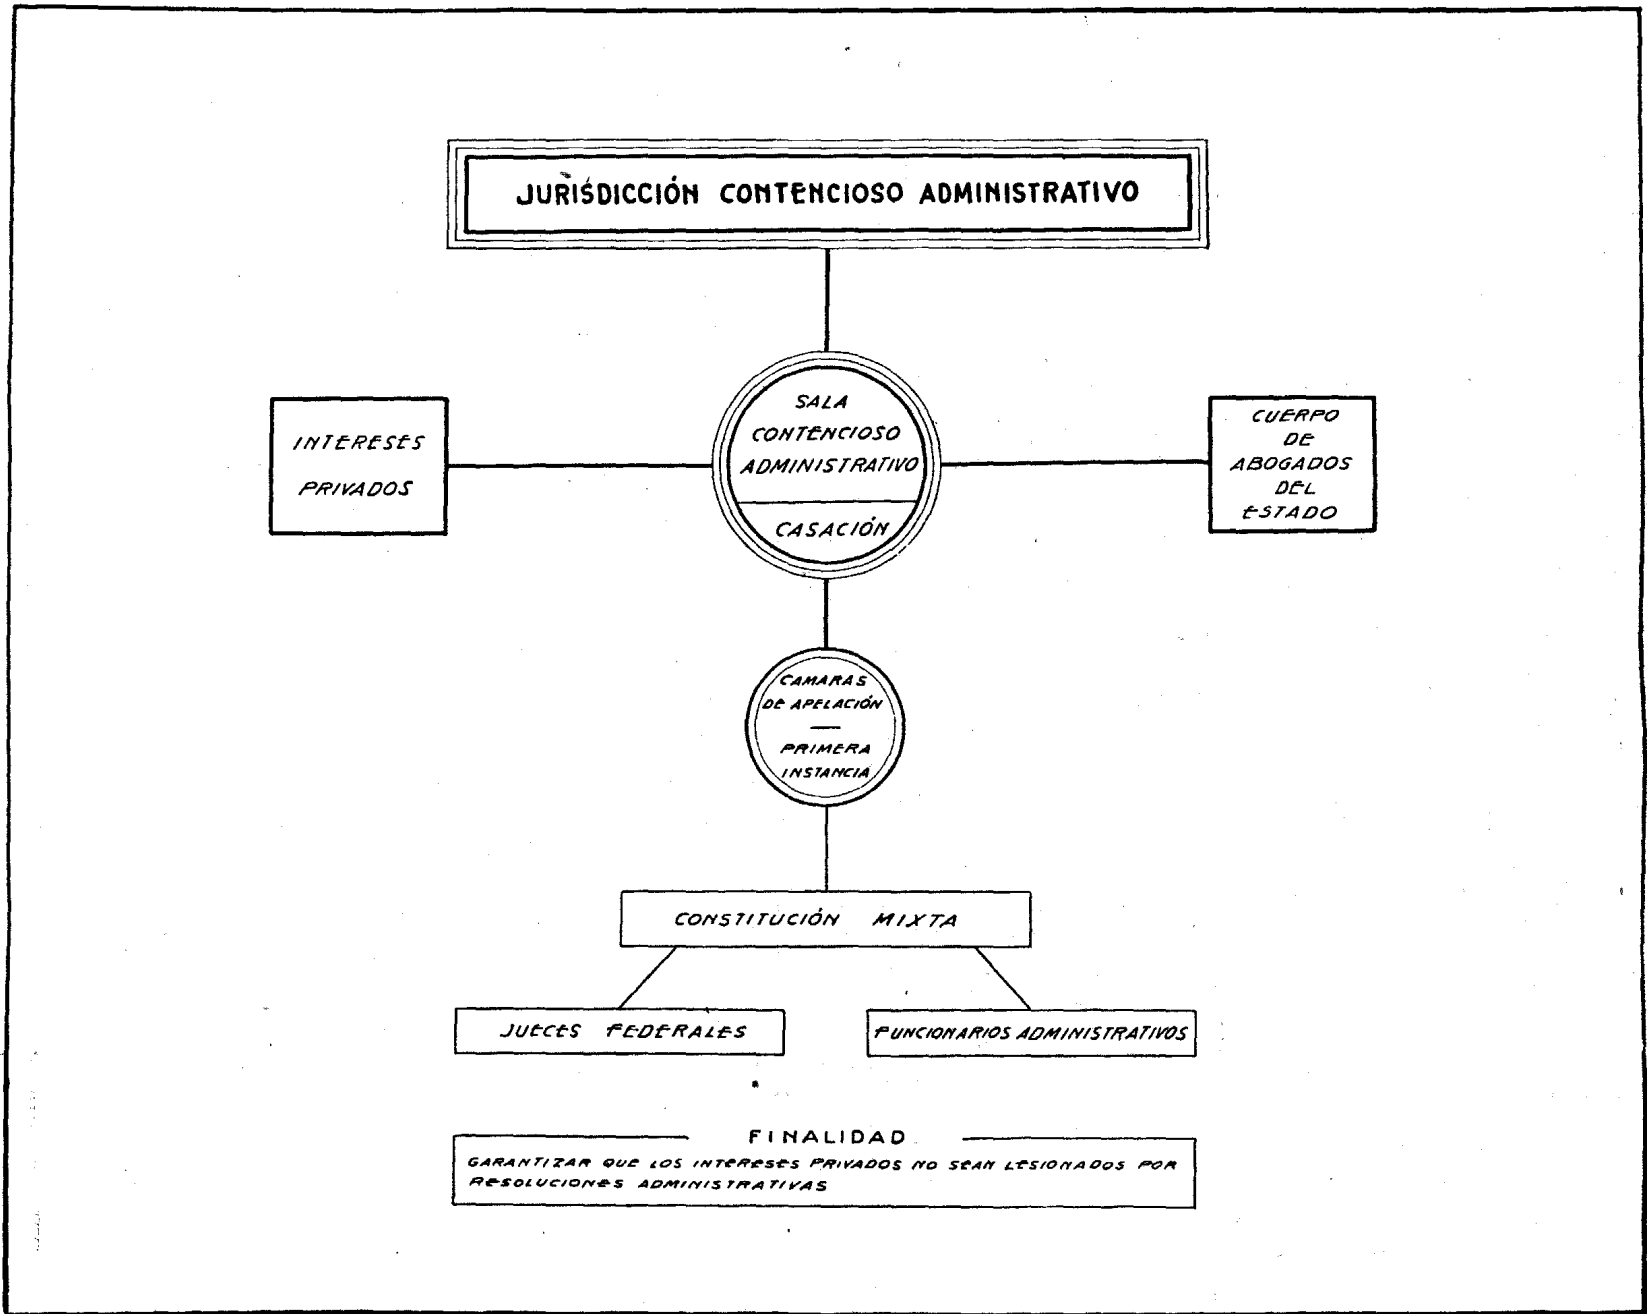 JURISDICCIÓN CONTENCIOSO ADMINISTRATIVO
INTERESES
PRIVADOS
SALA
CONTENCIOSO
ADMINISTRATIVO
CASACIÓN
CUERPO
DE
ABOGADOS
DEL
ESTADO
CAMARAS
DE APELACIÓN
—
PRIMERA
INSTANCIA
CONSTITUCIÓN MIXTA
JUECES FEDERALES
FUNCIONARIOS ADMINISTRATIVOS
FINALIDAD
GARANTIZAR QUE LOS INTERESES PRIVADOS NO SEAN LESIONADOS POR
RESOLUCIONES ADMINISTRATIVAS